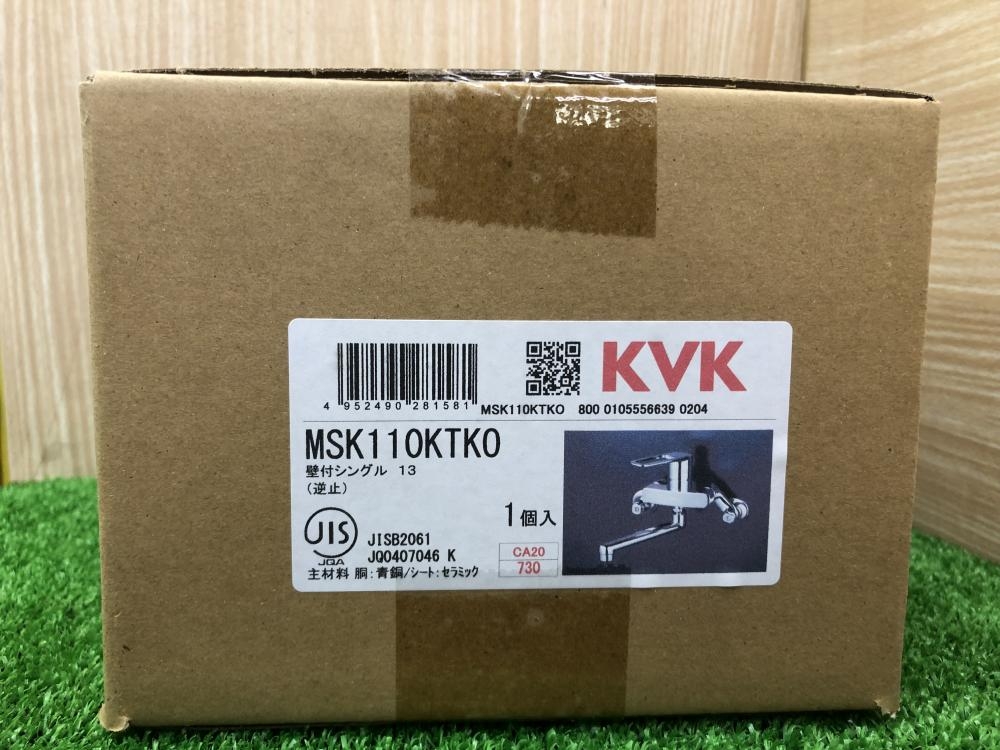 KVK
4 952490 281581
MSK110KTKO 800 0105556639 0204
MSK110KTKO
壁付シングル 13
(逆止)
1個入
JIS
JQA
JISB2061
JQ0407046 K
CA20
730
主材料 胴:青銅/シート:セラミック